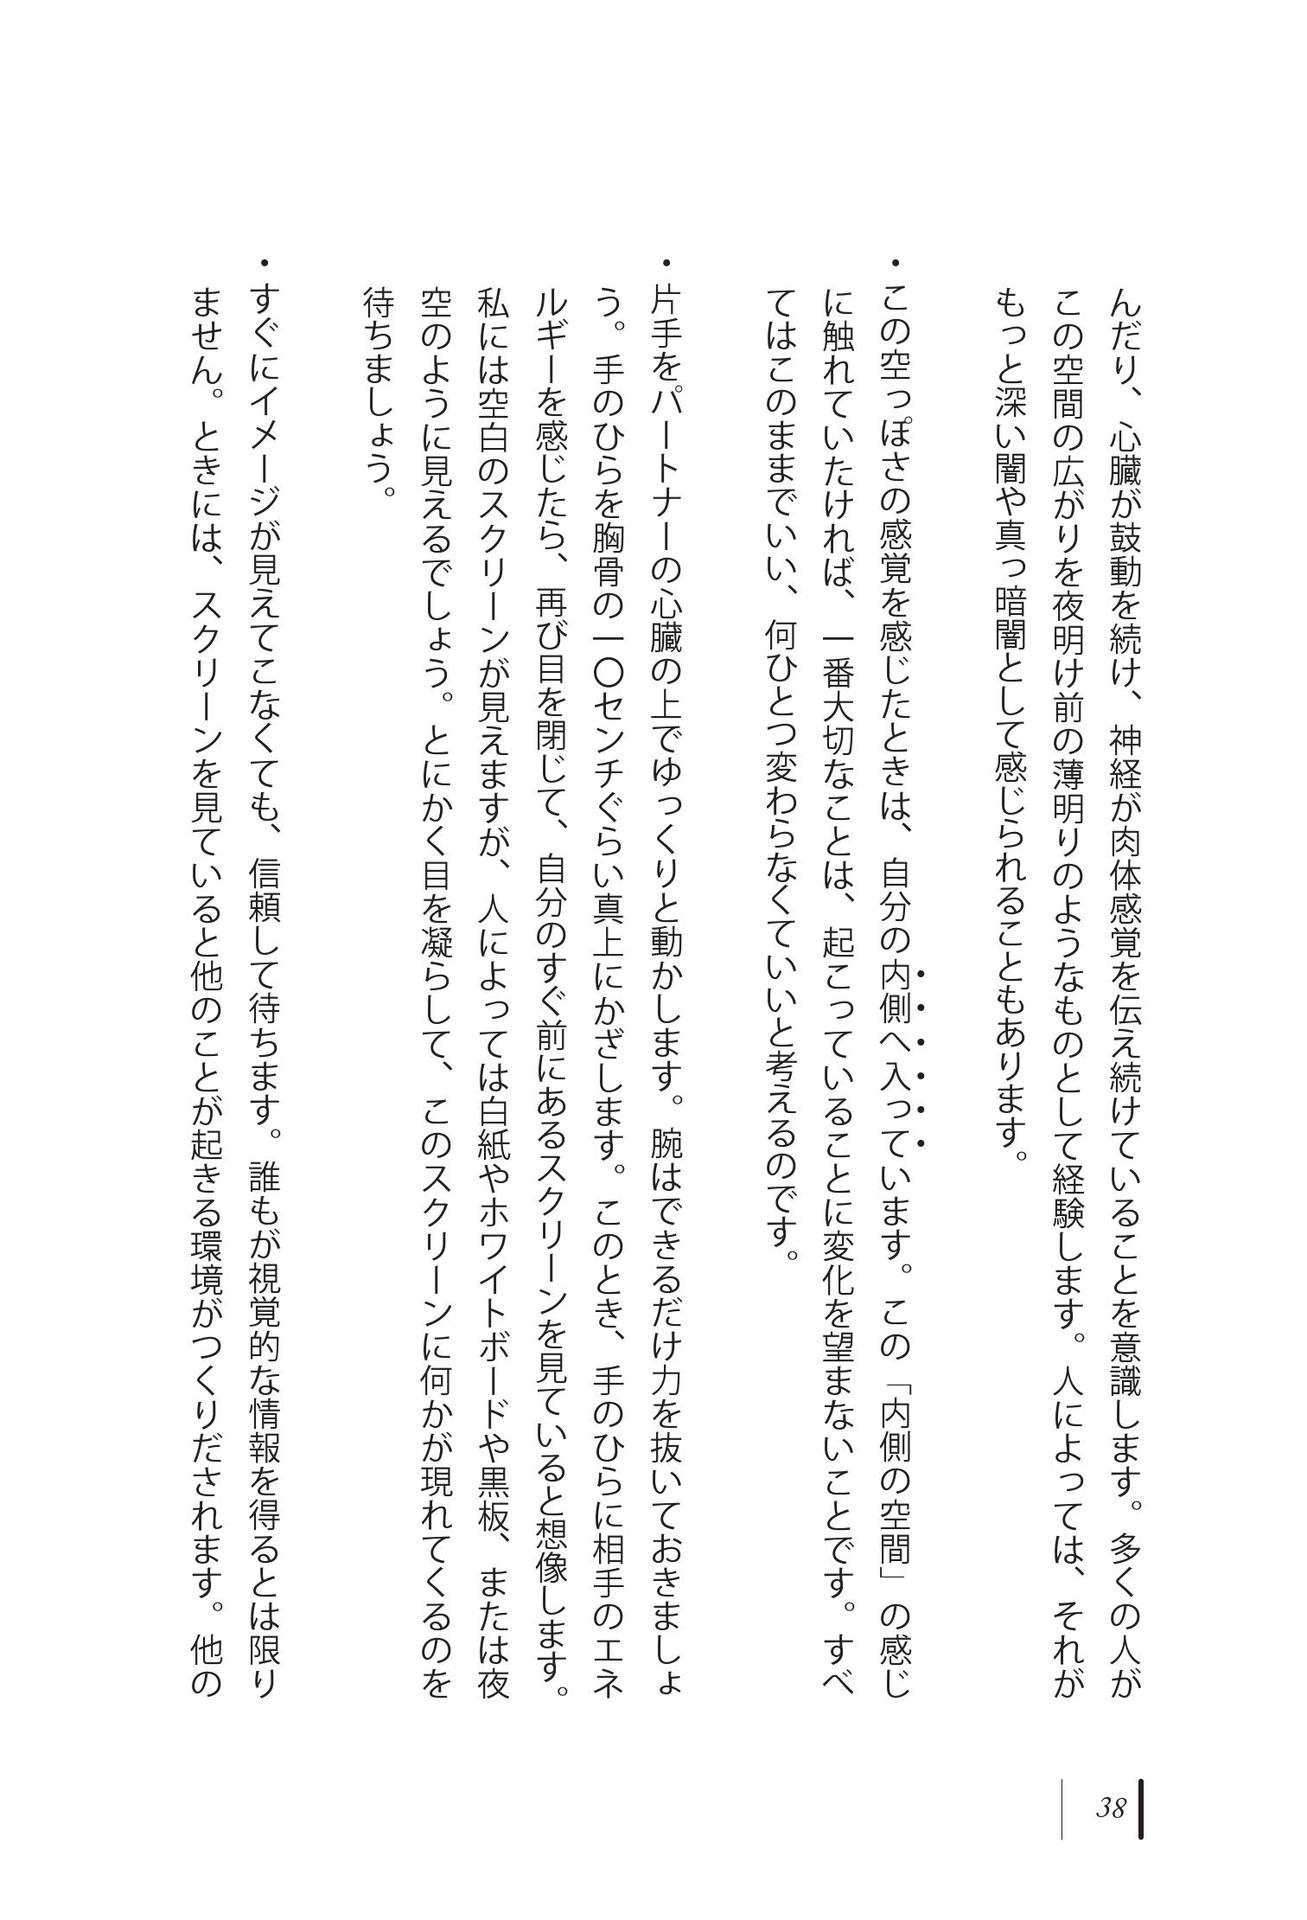 んだり、心臓が鼓動を続け、神経が肉体感覚を伝え続けていることを意識します。多くの人が
この空間の広がりを夜明け前の薄明りのようなものとして経験します。人によっては、それが
もっと深い闇や真っ暗闇として感じられることもあります。
・この空っぽさの感覚を感じたときは、自分の内側へ入っています。この「内側の空間」の感じ
に触れていたければ、一番大切なことは、起こっていることに変化を望まないことです。すべ
てはこのままでいい、何ひとつ変わらなくていいと考えるのです。
・片手をパートナーの心臓の上でゆっくりと動かします。腕はできるだけ力を抜いておきましょ
う。手のひらを胸骨の一〇センチぐらい真上にかざします。このとき、手のひらに相手のエネ
ルギーを感じたら、再び目を閉じて、自分のすぐ前にあるスクリーンを見ていると想像します。
私には空白のスクリーンが見えますが、人によっては白紙やホワイトボードや黒板、または夜
空のように見えるでしょう。とにかく目を凝らして、このスクリーンに何かが現れてくるのを
待ちましょう。
・すぐにイメージが見えてこなくても、信頼して待ちます。誰もが視覚的な情報を得るとは限り
ません。ときには、スクリーンを見ていると他のことが起きる環境がつくりだされます。他の
38